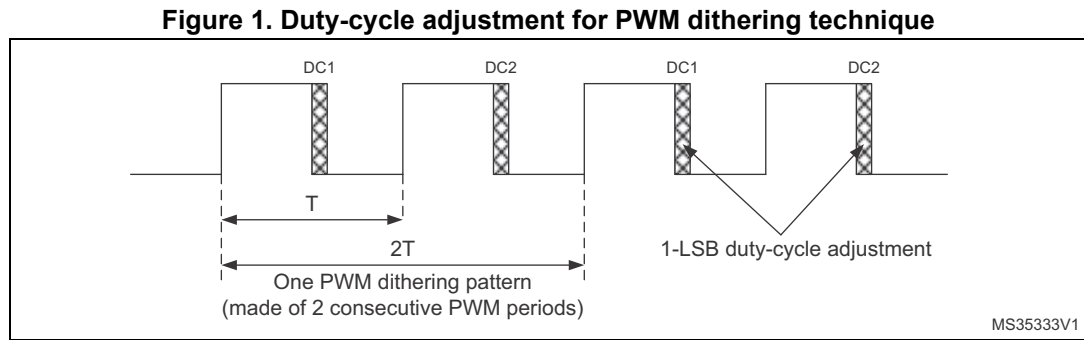 Figure 1. Duty-cycle adjustment for PWM dithering technique
DC1 DC2 DC1 DC2
T
2T
1-LSB duty-cycle adjustment
One PWM dithering pattern
(made of 2 consecutive PWM periods)
MS35333V1